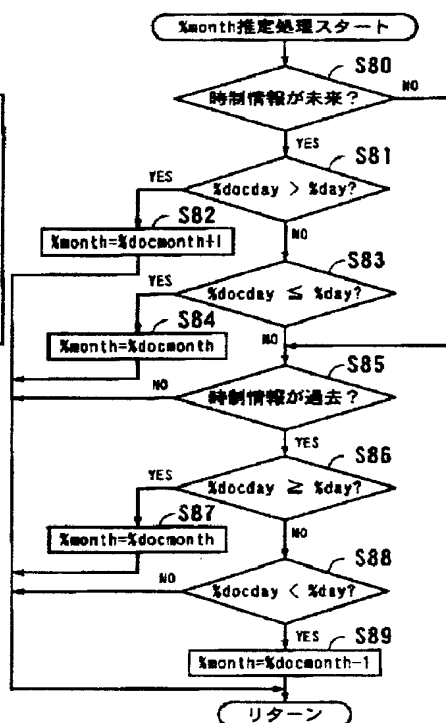 %month推定処理スタート
S80
時制情報が未来?
NO
YES
S81
%docday > %day?
YES
S82
%month=%docmonth+1
NO
S83
%docday ≦ %day?
YES
S84
%month=%docmonth
NO
S85
時制情報が過去?
NO
YES
S86
%docday ≧ %day?
YES
S87
%month=%docmonth
NO
S88
%docday < %day?
NO
YES
S89
%month=%docmonth-1
リターン